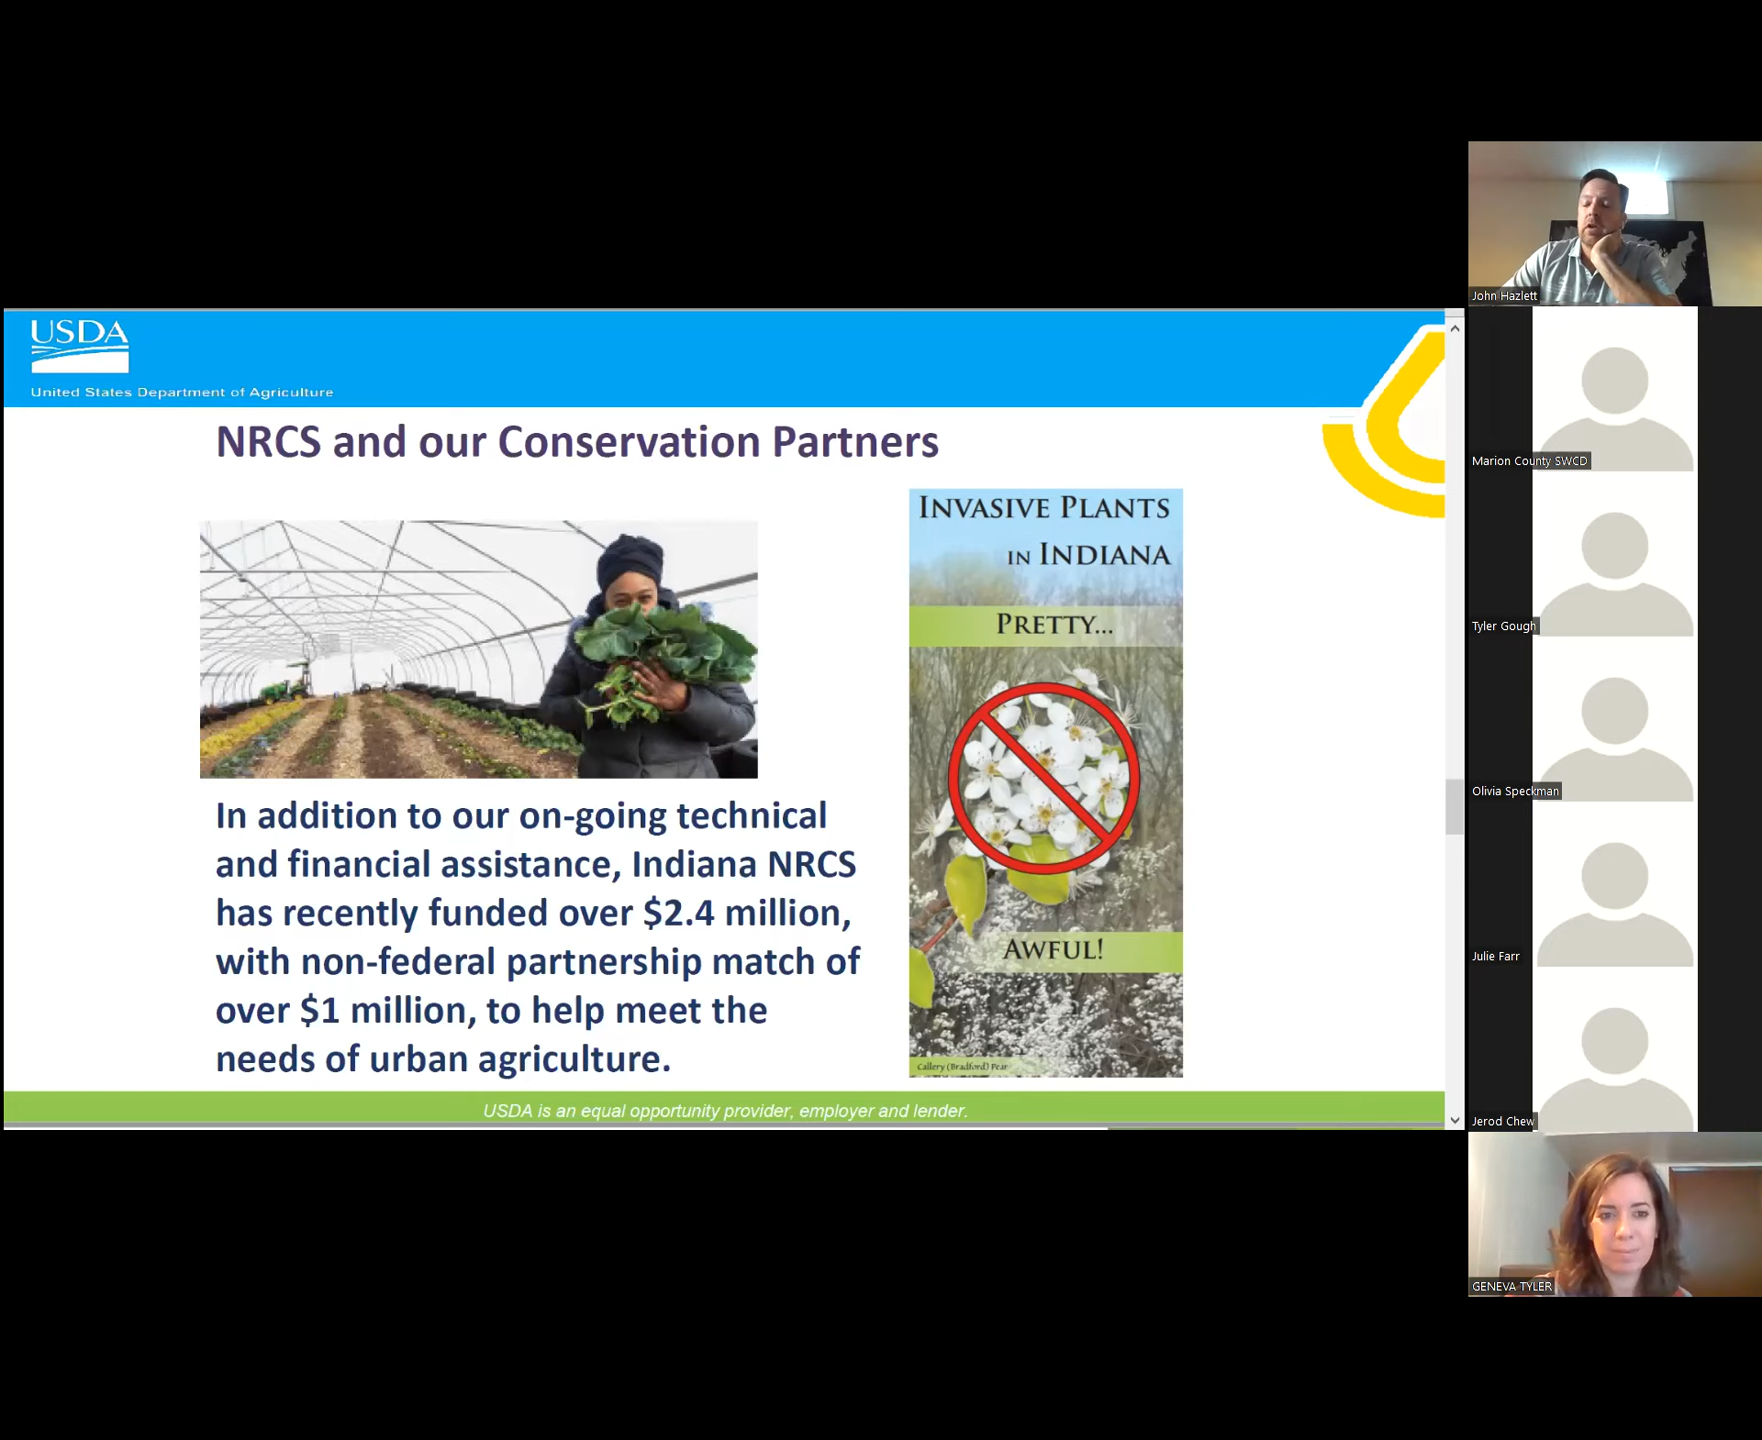 USDA
United States Department of Agriculture
NRCS and our Conservation Partners
INVASIVE PLANTS
IN INDIANA
PRETTY...
AWFUL!
Callery (Bradford) Pear
In addition to our on-going technical
and financial assistance, Indiana NRCS
has recently funded over $2.4 million,
with non-federal partnership match of
over $1 million, to help meet the
needs of urban agriculture.
USDA is an equal opportunity provider, employer and lender.
John Hazlett
Marion County SWCD
Tyler Gough
Olivia Speckman
Julie Farr
Jerod Chew
GENEVA TYLER